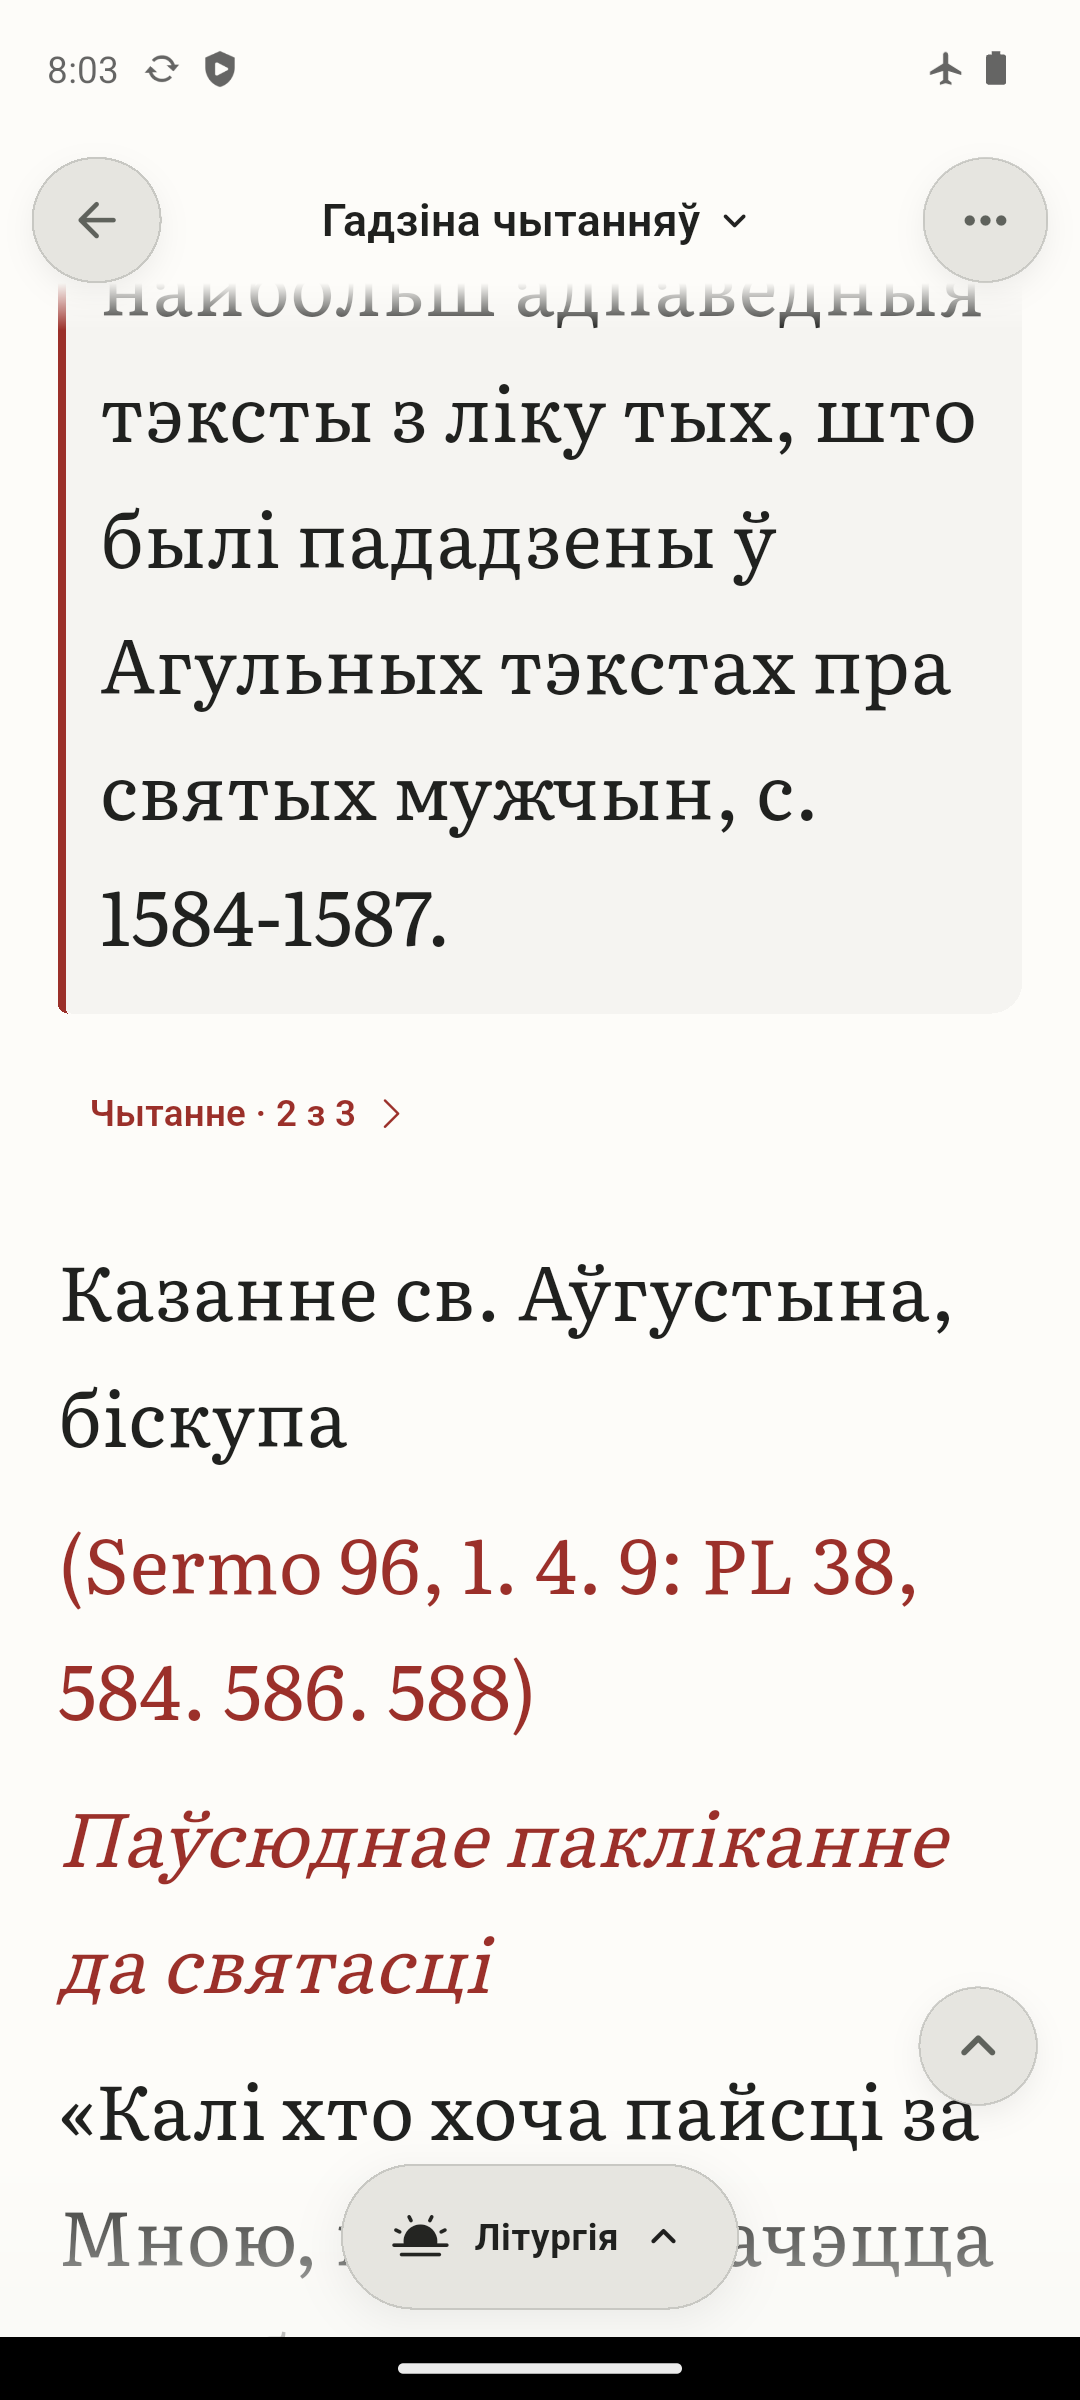 8:03
Гадзіна чытанняў
найбольш адпаведныя
тэксты з ліку тых, што
былі пададзены ў
Агульных тэкстах пра
святых мужчын, с.
1584-1587.
Чытанне · 2 з 3
Казанне св. Аўгустына,
біскупа
(Sermo 96, 1. 4. 9: PL 38,
584. 586. 588)
Паўсюднае пакліканне
да святасці
«Калі хто хоча пайсці за
Мною,
Літургія